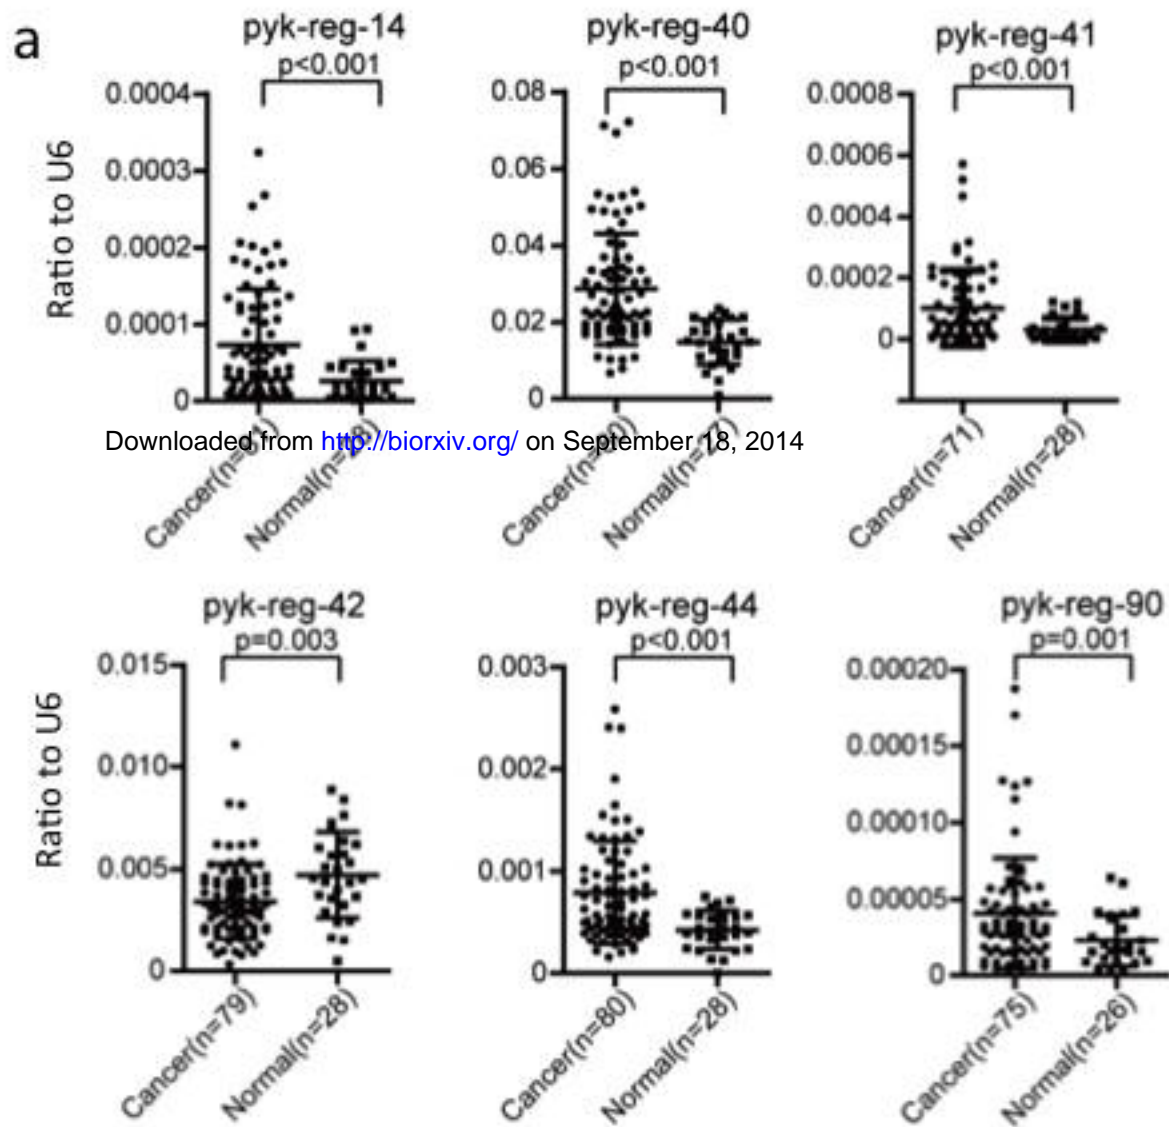 a
pyk-reg-14
p<0.001
Ratio to U6
0.0004
0.0003
0.0002
0.0001
0
Normal(n=28)
pyk-reg-40
p<0.001
0.08
0.06
0.04
0.02
0
pyk-reg-41
p<0.001
0.0008
0.0006
0.0004
0.0002
0
Cancer(n=71)
Normal(n=28)
Downloaded from http://biorxiv.org/ on September 18, 2014
pyk-reg-42
p=0.003
Ratio to U6
0.015
0.010
0.005
0
Cancer(n=79)
Normal(n=28)
pyk-reg-44
p<0.001
0.003
0.002
0.001
0
Cancer(n=80)
Normal(n=28)
pyk-reg-90
p=0.001
0.00020
0.00015
0.00010
0.00005
0
Cancer(n=75)
Normal(n=26)